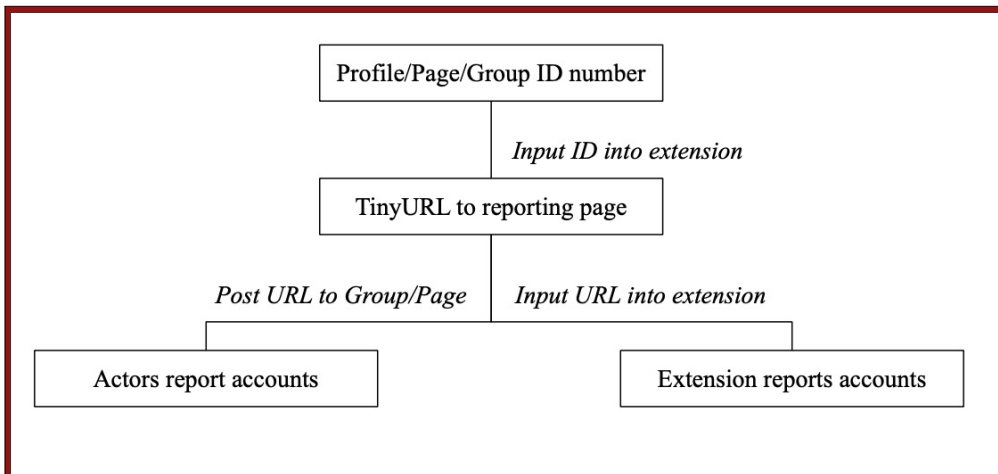 Profile/Page/Group ID number
Input ID into extension
TinyURL to reporting page
Post URL to Group/Page
Input URL into extension
Actors report accounts
Extension reports accounts